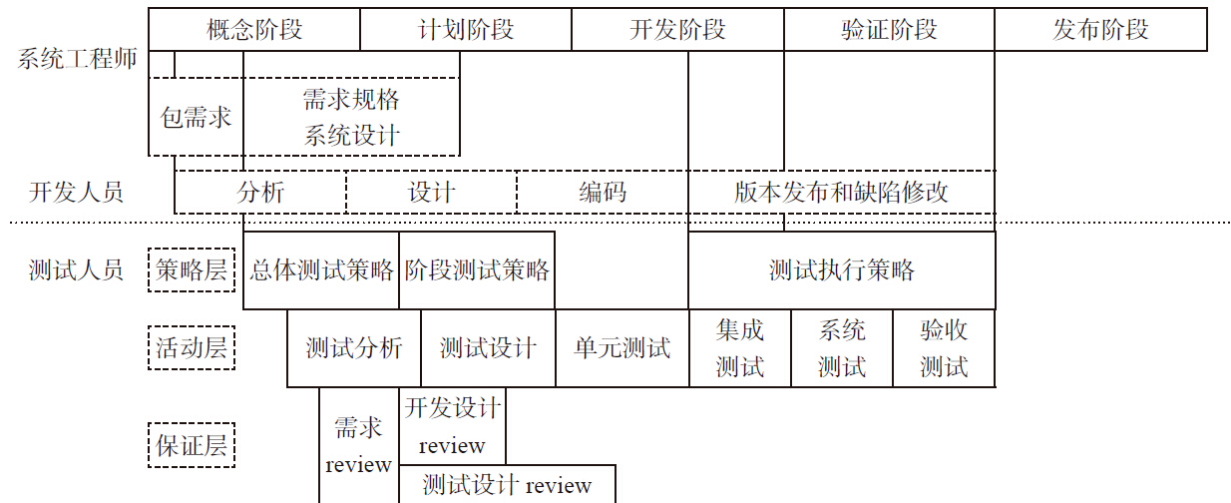 概念阶段 计划阶段 开发阶段 验证阶段 发布阶段
系统工程师
包需求
需求规格
系统设计
开发人员 分析 设计 编码 版本发布和缺陷修改
测试人员 策略层 总体测试策略 阶段测试策略 测试执行策略
活动层 测试分析 测试设计 单元测试
集成
测试
系统
测试
验收
测试
保证层
需求
review
开发设计
review
测试设计 review